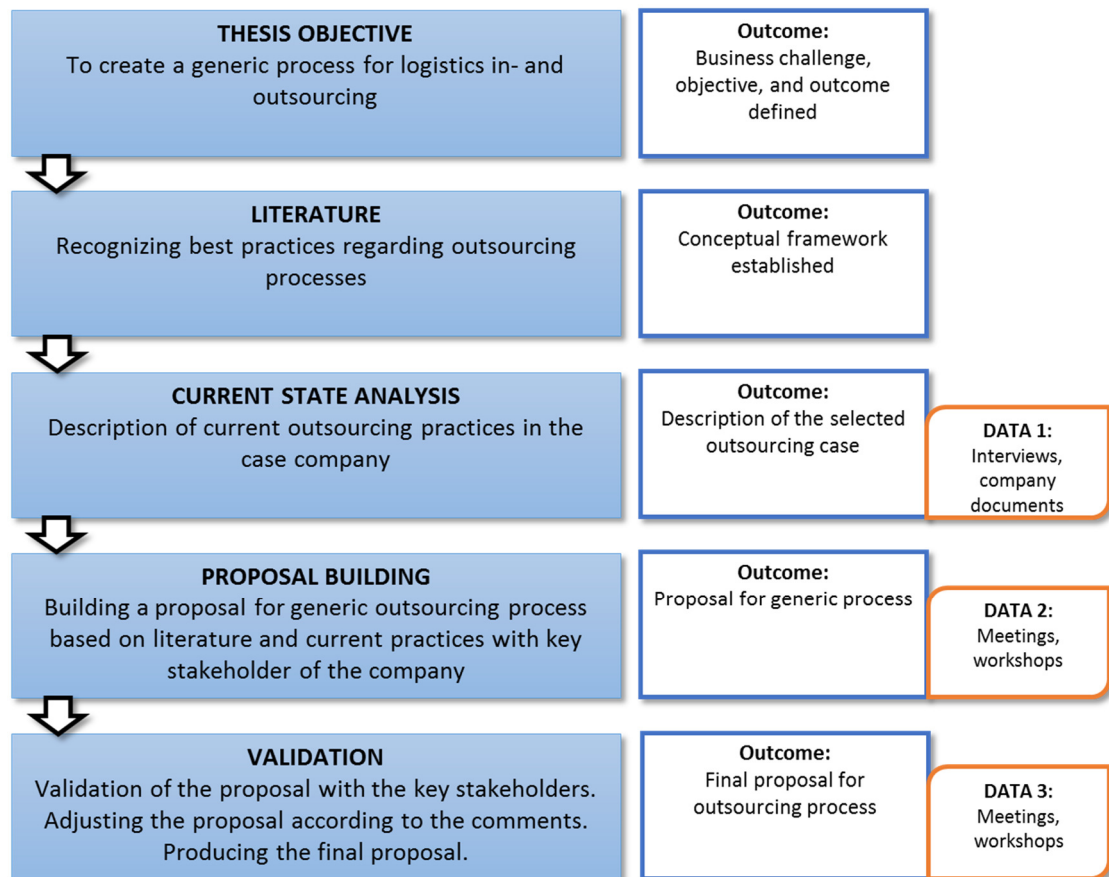 THESIS OBJECTIVE
To create a generic process for logistics in- and
outsourcing
Outcome:
Business challenge,
objective, and outcome
defined
LITERATURE
Recognizing best practices regarding outsourcing
processes
Outcome:
Conceptual framework
established
CURRENT STATE ANALYSIS
Description of current outsourcing practices in the
case company
Outcome:
Description of the selected
outsourcing case
DATA 1:
Interviews,
company
documents
PROPOSAL BUILDING
Building a proposal for generic outsourcing process
based on literature and current practices with key
stakeholder of the company
Outcome:
Proposal for generic process
DATA 2:
Meetings,
workshops
VALIDATION
Validation of the proposal with the key stakeholders.
Adjusting the proposal according to the comments.
Producing the final proposal.
Outcome:
Final proposal for
outsourcing process
DATA 3:
Meetings,
workshops